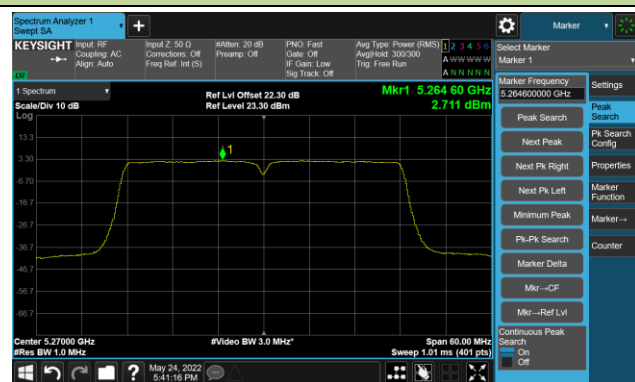 Spectrum Analyzer 1
Swept SA
+
Marker
KEYSIGHT
Input: RF
Coupling: AC
Align: Auto
Input Z: 50 Ω
Corrections: Off
Freq Ref: Int (S)
#Atten: 20 dB
Preamp: Off
PNO: Fast
Gate: Off
IF Gain: Low
Sig Track: Off
Avg Type: Power (RMS)
Avg|Hold: 300/300
Trig: Free Run
1 2 3 4 5 6
A W W W W W
A N N N N N
LW
Select Marker
Marker 1
1 Spectrum
Scale/Div 10 dB
Log
Ref Lvl Offset 22.30 dB
Ref Level 23.30 dBm
Mkr1 5.264 60 GHz
2.711 dBm
13.3
3.30
-6.70
-16.7
-26.7
-36.7
-46.7
-56.7
-66.7
1
Center 5.27000 GHz
#Res BW 1.0 MHz
#Video BW 3.0 MHz*
Span 60.00 MHz
Sweep 1.01 ms (401 pts)
Marker Frequency
5.264600000 GHz
Peak Search
Next Peak
Next Pk Right
Next Pk Left
Minimum Peak
Pk-Pk Search
Marker Delta
Mkr→CF
Mkr→Ref Lvl
Continuous Peak
Search
On
Off
Settings
Peak
Search
Pk Search
Config
Properties
Marker
Function
Marker→
Counter
?
May 24, 2022
5:41:16 PM